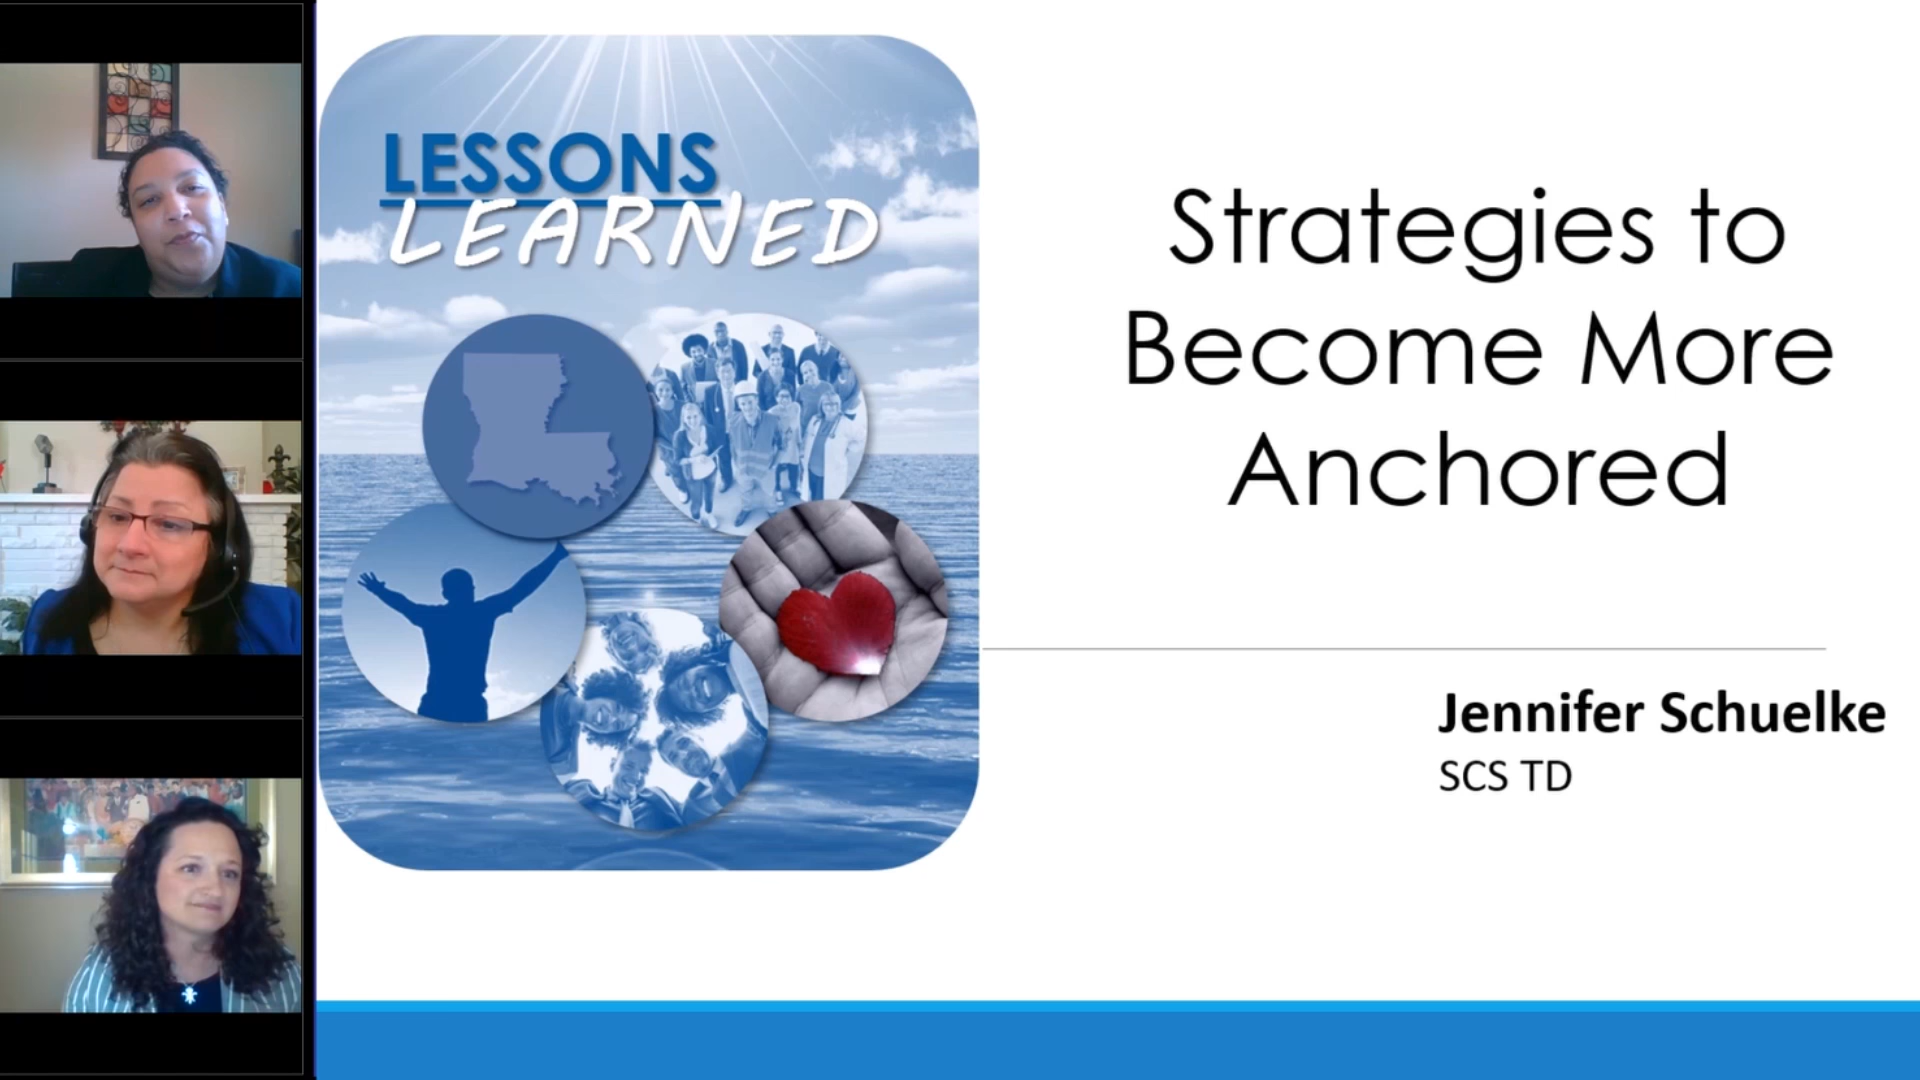 LESSONS
LEARNED
Strategies to
Become More
Anchored
Jennifer Schuelke
SCS TD